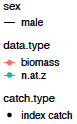 sex
male
data.type
biomass
n.at.z
catch.type
index catch